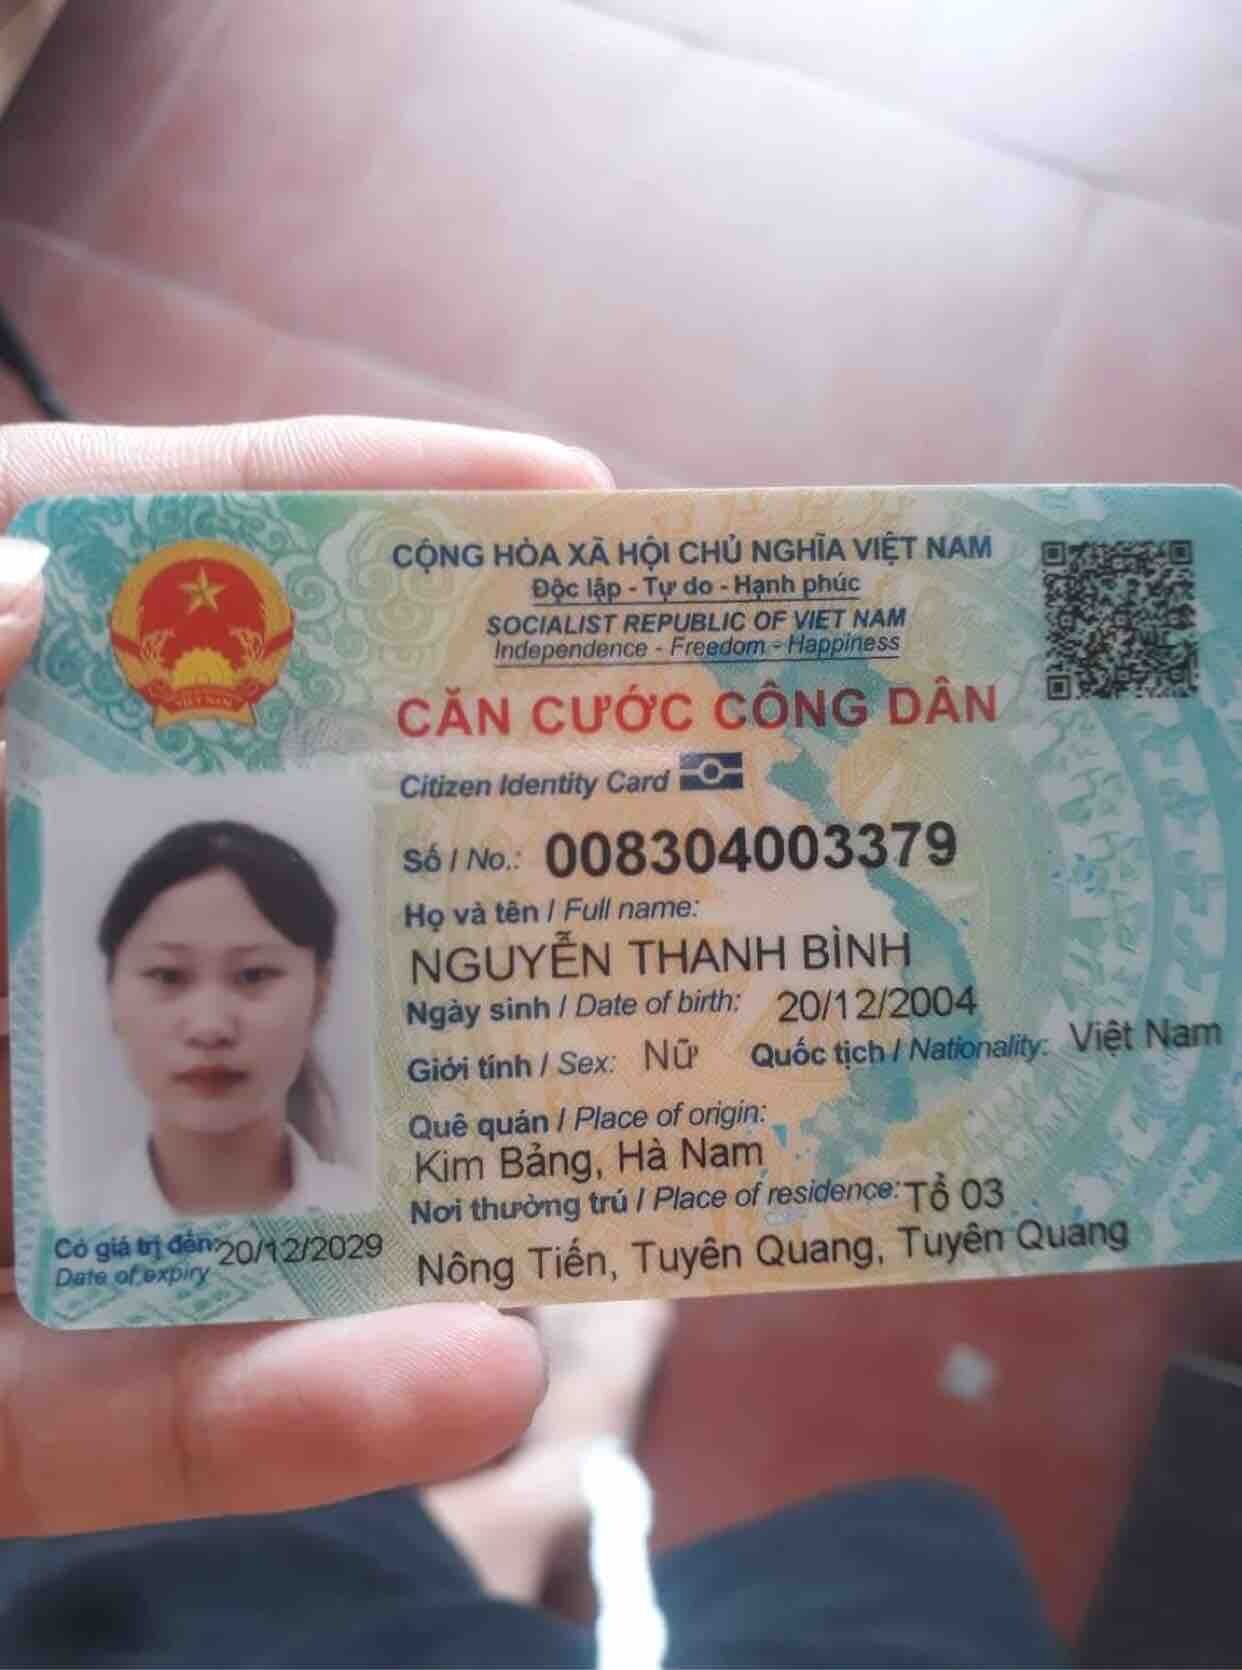 CỘNG HÒA XÃ HỘI CHỦ NGHĨA VIỆT NAM
Độc lập - Tự do - Hạnh phúc
SOCIALIST REPUBLIC OF VIET NAM
Independence - Freedom - Happiness
CĂN CƯỚC CÔNG DÂN
Citizen Identity Card
Số / No.: 008304003379
Họ và tên / Full name:
NGUYỄN THANH BÌNH
Ngày sinh / Date of birth: 20/12/2004
Giới tính / Sex: Nữ Quốc tịch / Nationality: Việt Nam
Quê quán / Place of origin:
Kim Bảng, Hà Nam
Nơi thường trú / Place of residence: Tổ 03
Nông Tiến, Tuyên Quang, Tuyên Quang
Có giá trị đến: 20/12/2029
Date of expiry
VIỆT NAM